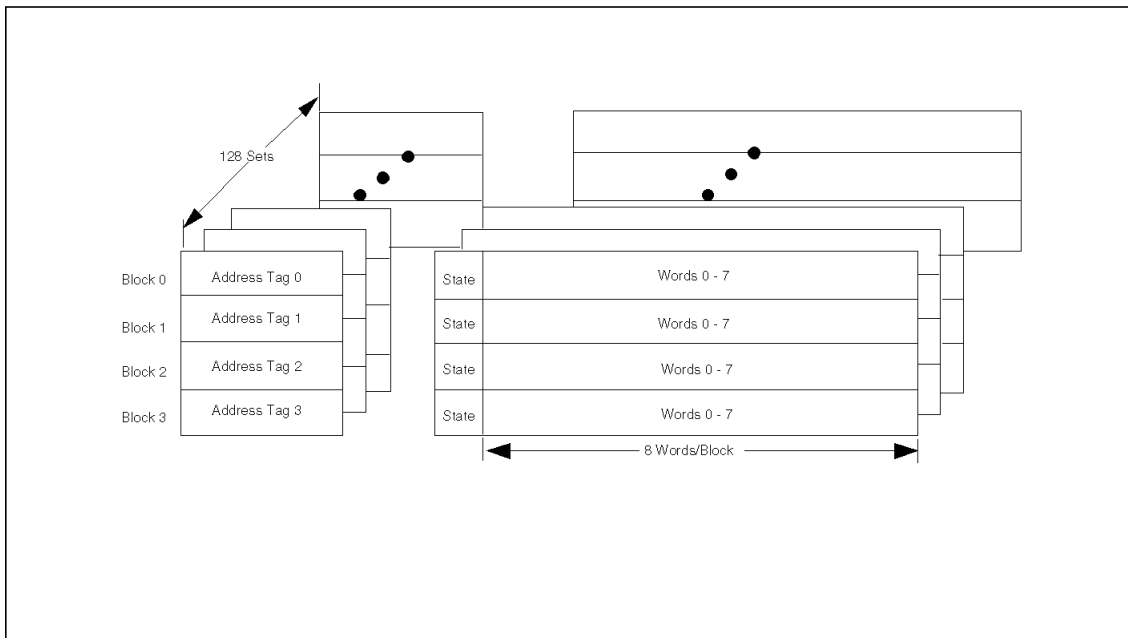 128 Sets
Block 0
Address Tag 0
State
Words 0 - 7
Block 1
Address Tag 1
State
Words 0 - 7
Block 2
Address Tag 2
State
Words 0 - 7
Block 3
Address Tag 3
State
Words 0 - 7
8 Words/Block